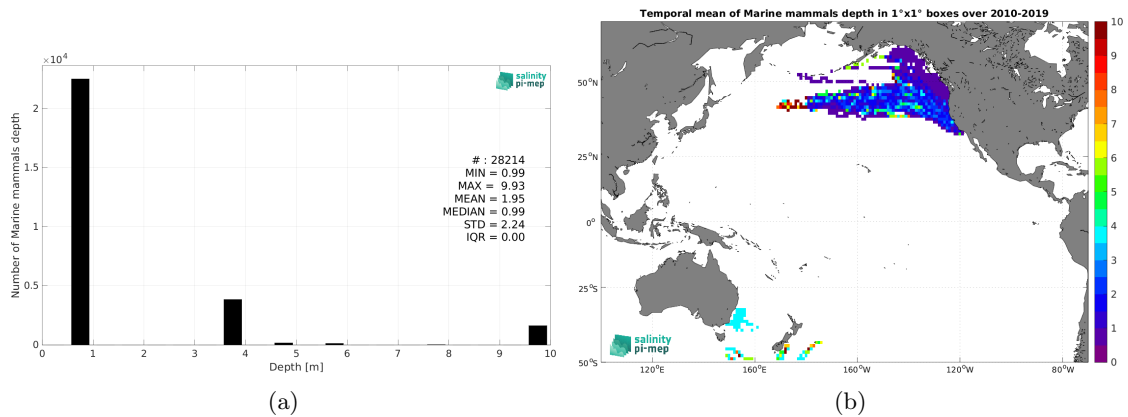 ×10⁴
2
1.5
1
0.5
0
Number of Marine mammals depth
salinity
pi-mep
# : 28214
MIN = 0.99
MAX = 9.93
MEAN = 1.95
MEDIAN = 0.99
STD = 2.24
IQR = 0.00
0 1 2 3 4 5 6 7 8 9 10
Depth [m]
(a)
Temporal mean of Marine mammals depth in 1°x1° boxes over 2010-2019
50°N
25°N
0°
25°S
50°S
120°E 160°E 160°W 120°W 80°W
salinity
pi-mep
10
9
8
7
6
5
4
3
2
1
0
(b)